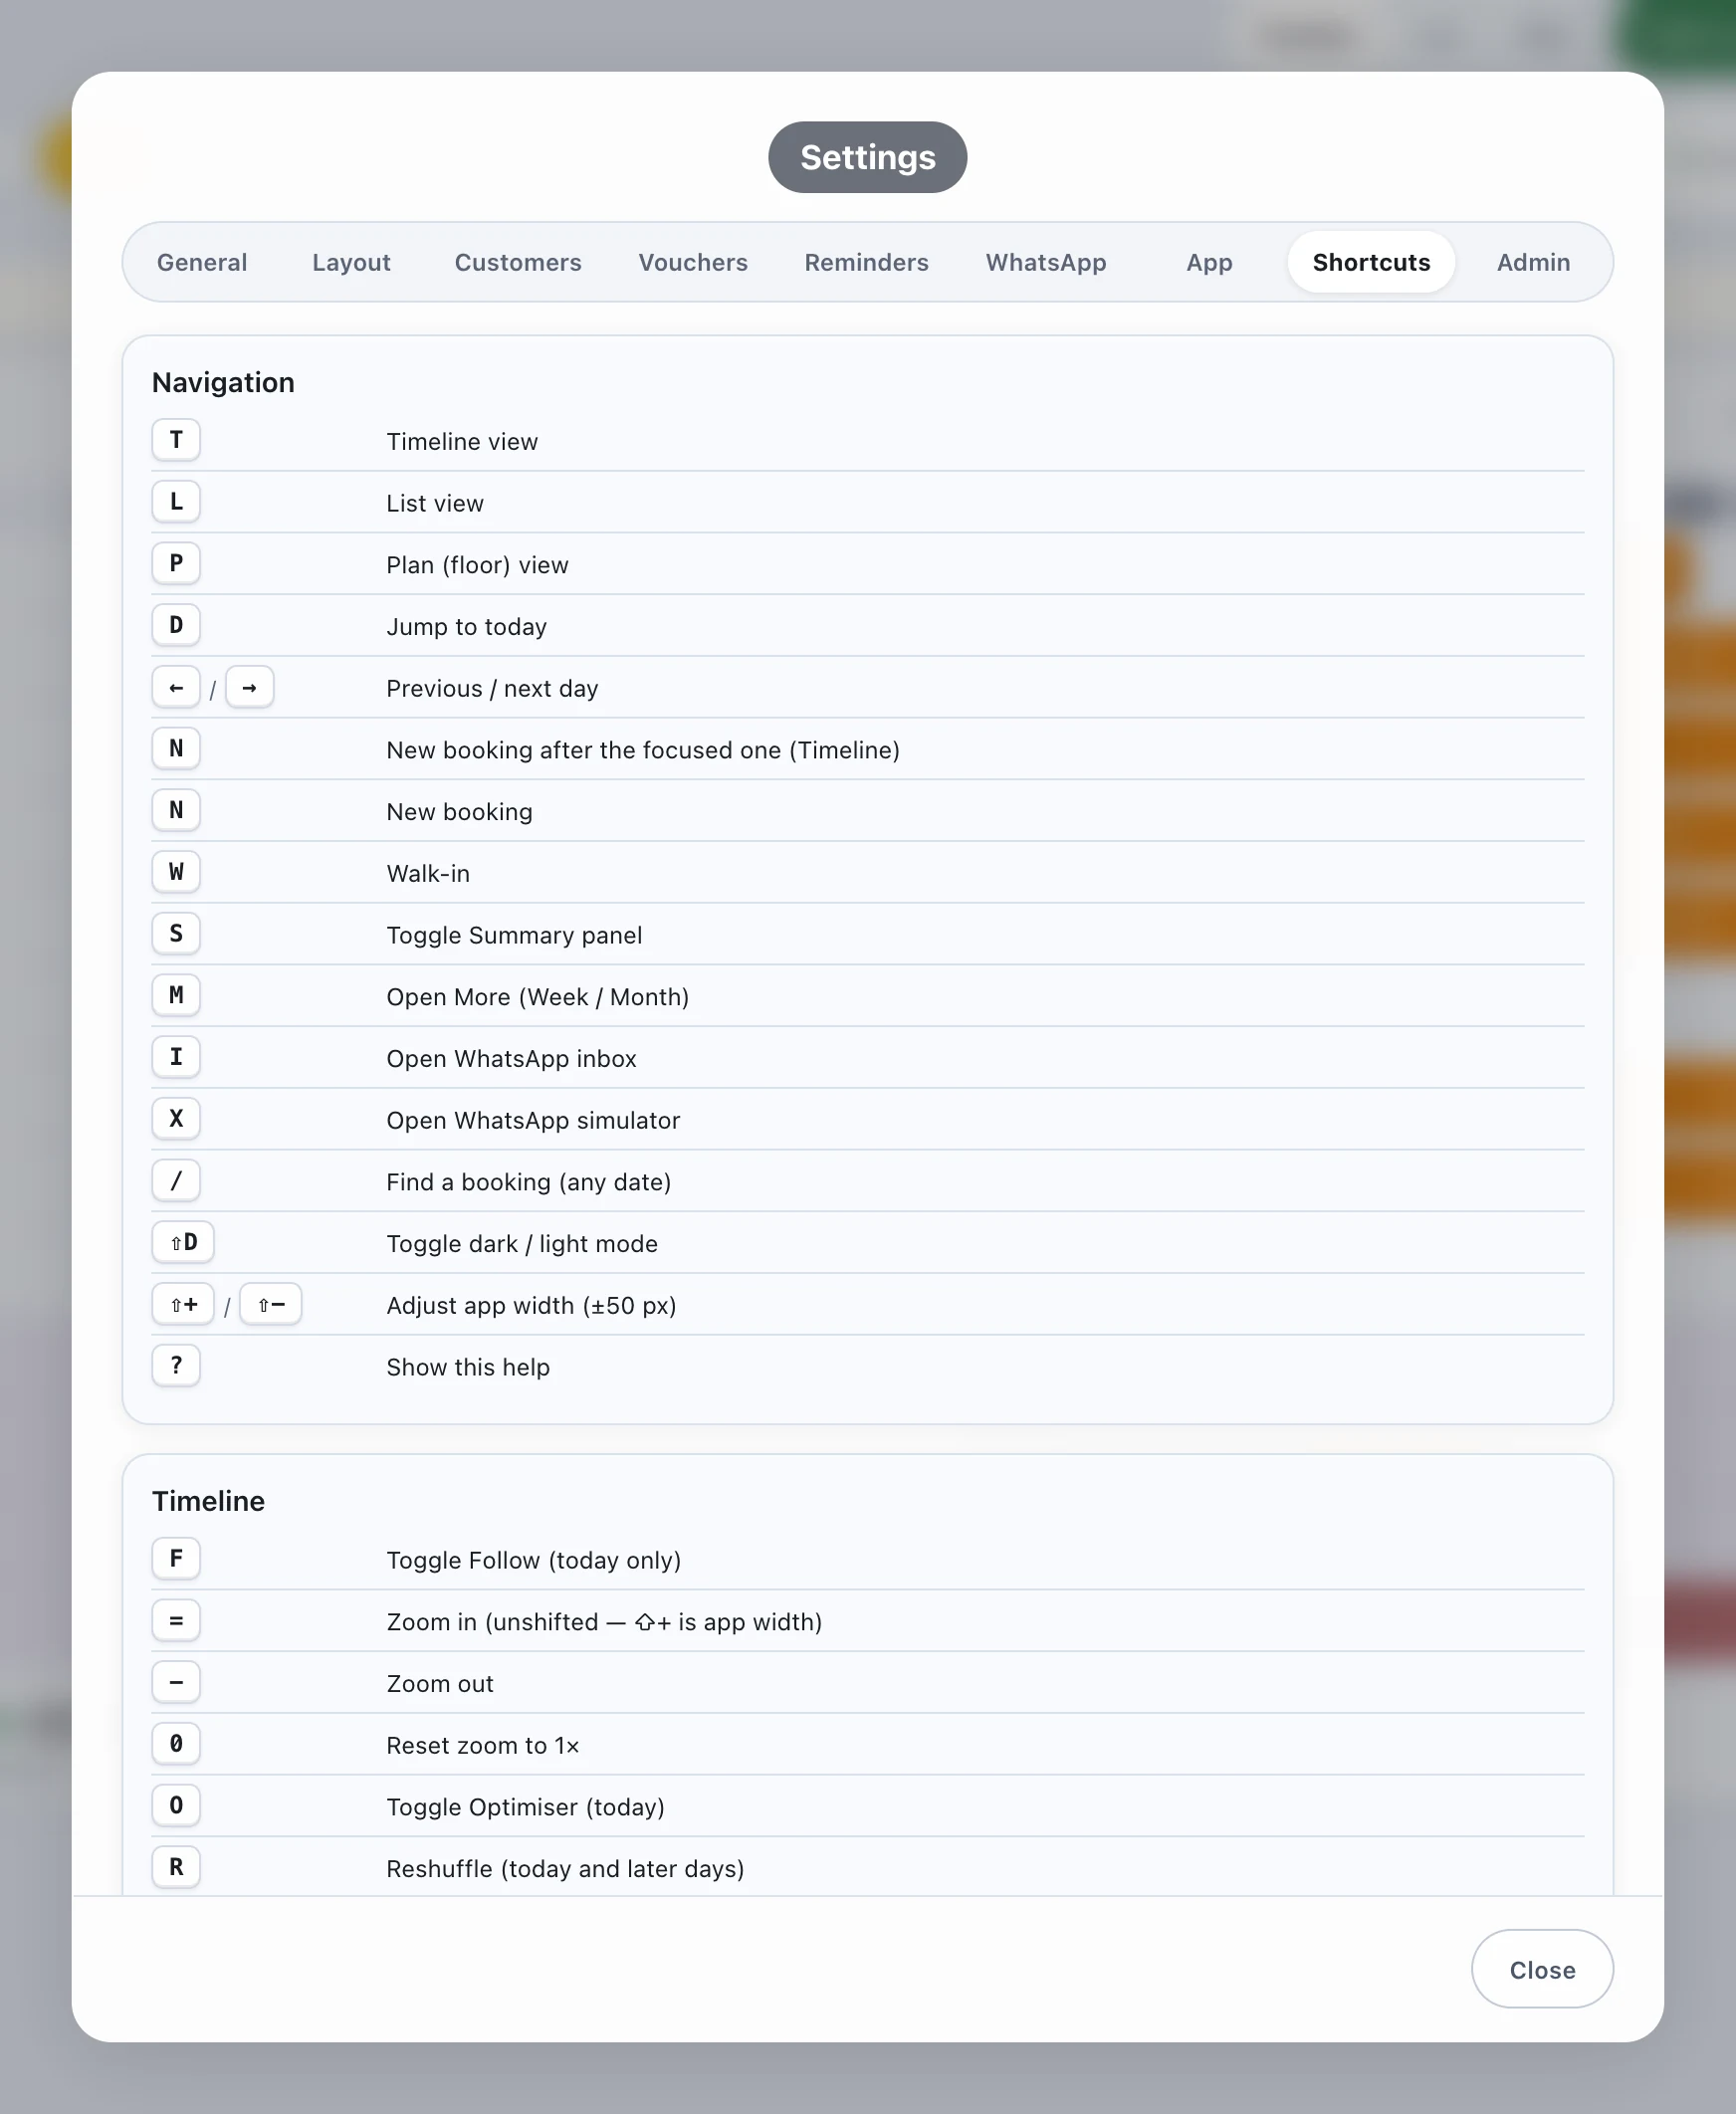 Settings
General Layout Customers Vouchers Reminders WhatsApp App Shortcuts Admin
Navigation
T Timeline view
L List view
P Plan (floor) view
D Jump to today
← / → Previous / next day
N New booking after the focused one (Timeline)
N New booking
W Walk-in
S Toggle Summary panel
M Open More (Week / Month)
I Open WhatsApp inbox
X Open WhatsApp simulator
/ Find a booking (any date)
⇧D Toggle dark / light mode
⇧+ / ⇧− Adjust app width (±50 px)
? Show this help
Timeline
F Toggle Follow (today only)
= Zoom in (unshifted — ⇧+ is app width)
− Zoom out
0 Reset zoom to 1×
O Toggle Optimiser (today)
R Reshuffle (today and later days)
Close